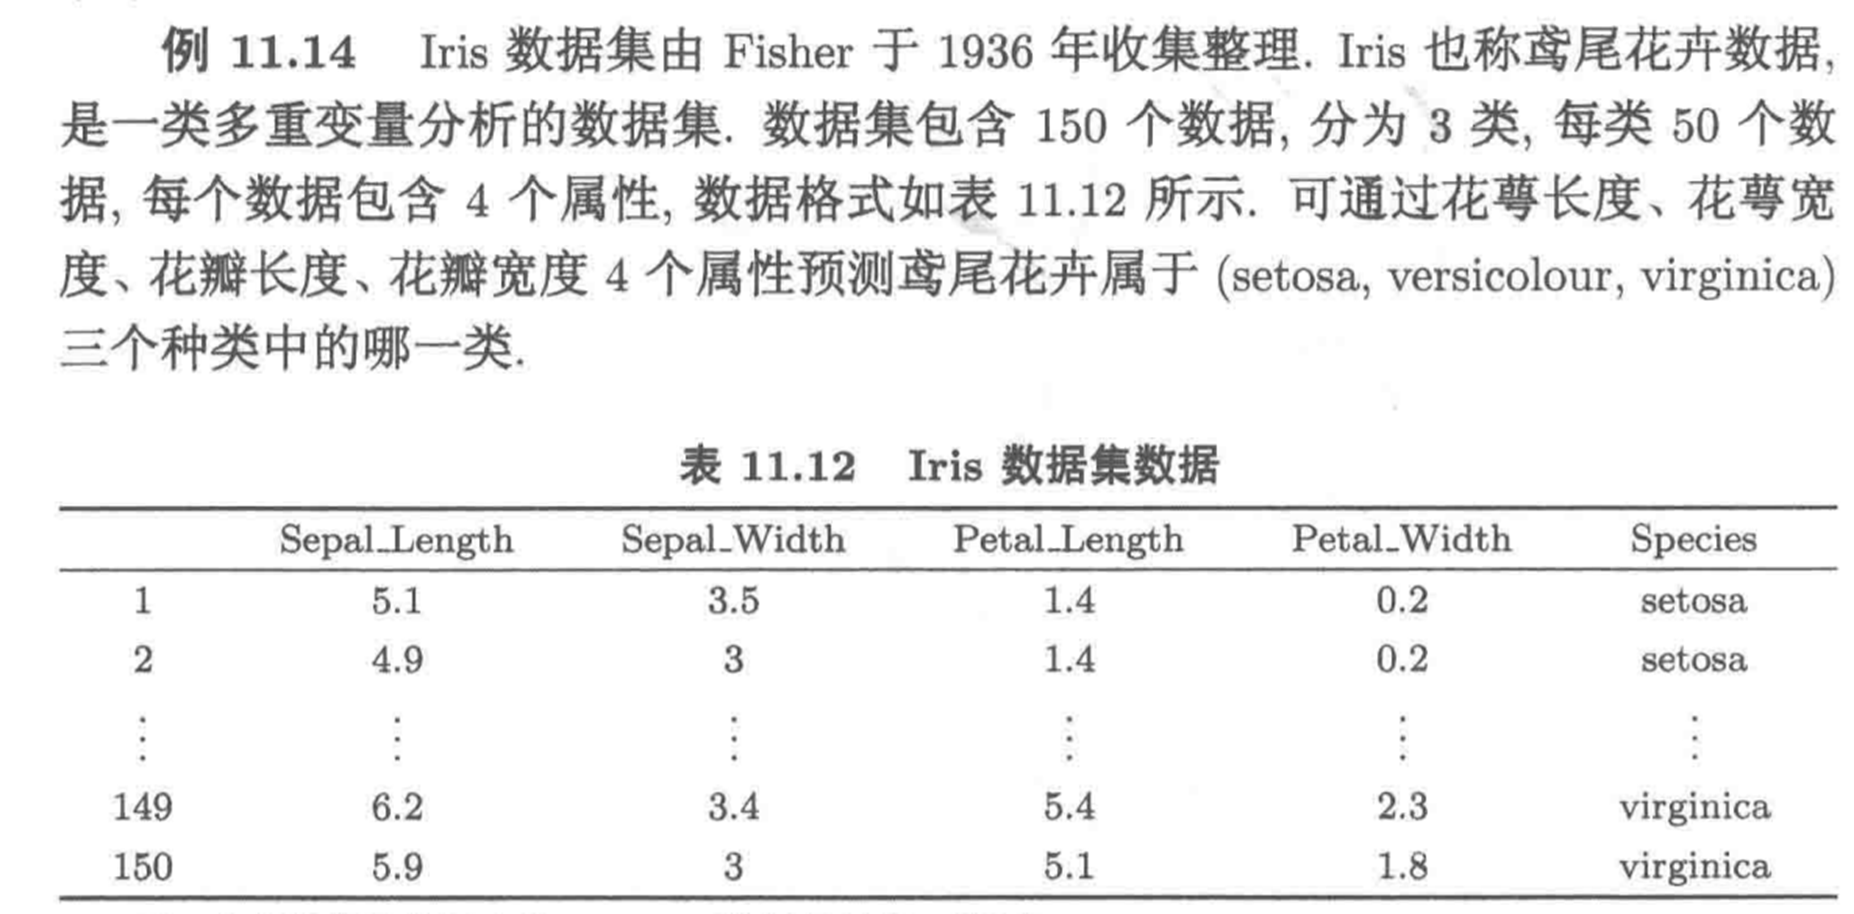 例 11.14 Iris 数据集由 Fisher 于 1936 年收集整理. Iris 也称鸢尾花卉数据,
是一类多重变量分析的数据集. 数据集包含 150 个数据, 分为 3 类, 每类 50 个数
据, 每个数据包含 4 个属性, 数据格式如表 11.12 所示. 可通过花萼长度、花萼宽
度、花瓣长度、花瓣宽度 4 个属性预测鸢尾花卉属于 (setosa, versicolour, virginica)
三个种类中的哪一类.
表 11.12 Iris 数据集数据
Sepal_Length Sepal_Width Petal_Length Petal_Width Species
1 5.1 3.5 1.4 0.2 setosa
2 4.9 3 1.4 0.2 setosa
⋮ ⋮ ⋮ ⋮ ⋮ ⋮
149 6.2 3.4 5.4 2.3 virginica
150 5.9 3 5.1 1.8 virginica